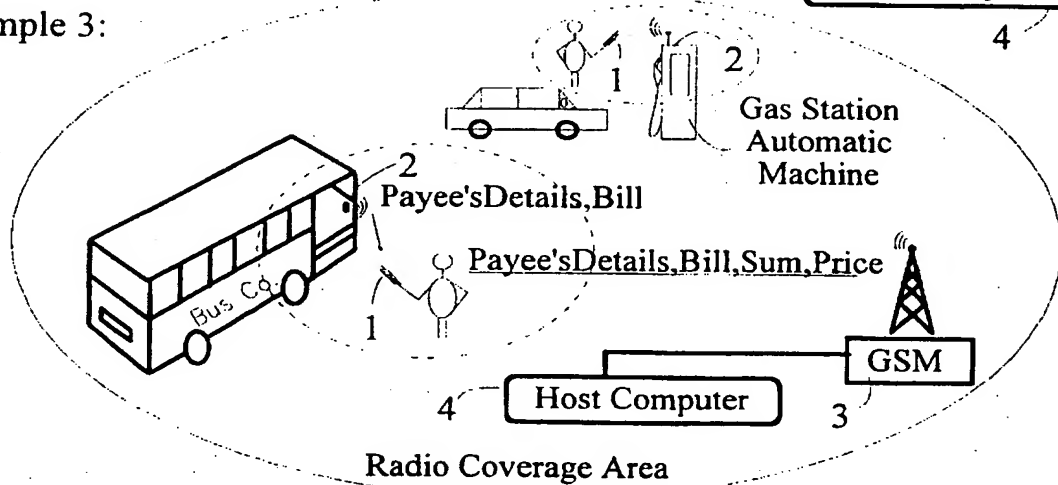 mple 3:
4
1
2
Gas Station
Automatic
Machine
2
Payee'sDetails,Bill
Payee'sDetails,Bill,Sum,Price
Bus Co.
1
GSM
4
Host Computer
3
Radio Coverage Area